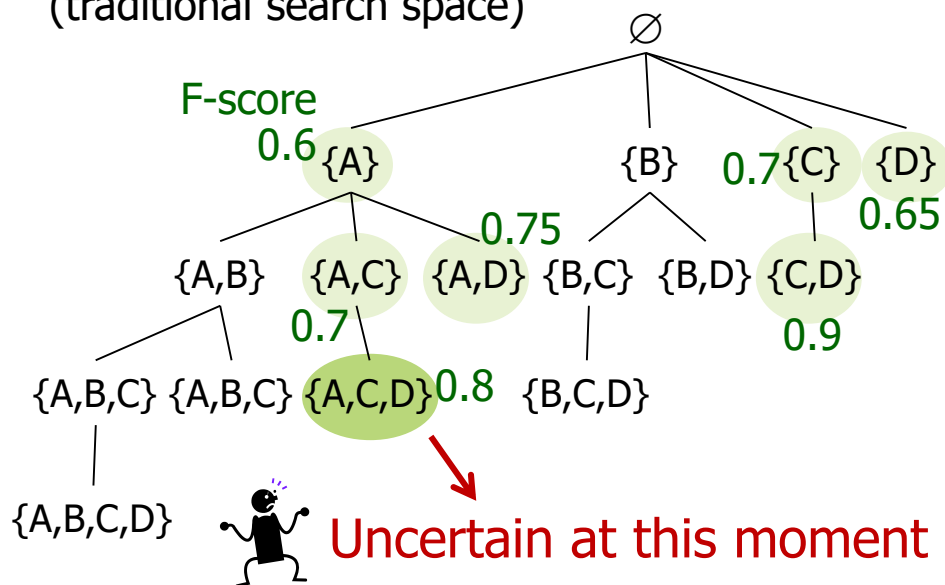 (traditional search space)
∅
F-score
0.6 {A} {B} 0.7 {C} {D}
0.65
0.75
{A,B} {A,C} {A,D} {B,C} {B,D} {C,D}
0.7 0.9
{A,B,C} {A,B,C} {A,C,D} 0.8 {B,C,D}
{A,B,C,D}
Uncertain at this moment